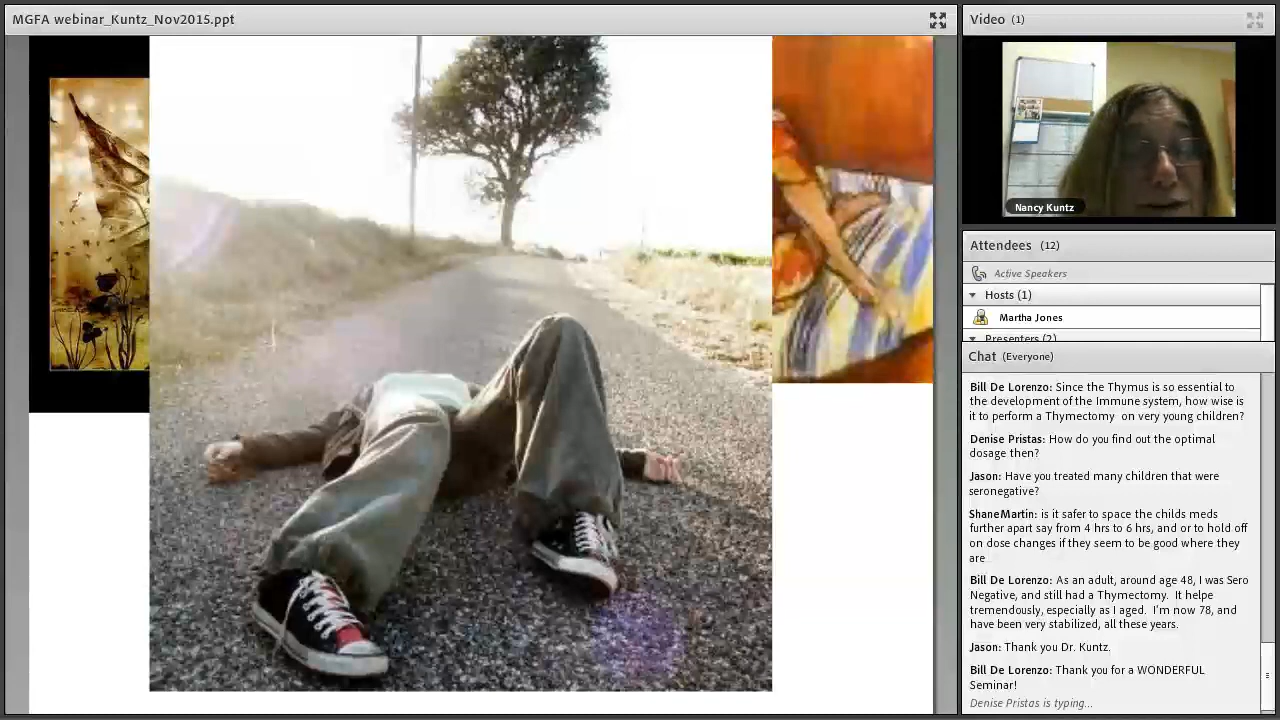 MGFA webinar_Kuntz_Nov2015.ppt
Video (1)
Nancy Kuntz
Attendees (12)
Active Speakers
Hosts (1)
Martha Jones
Presenters (2)
Chat (Everyone)
Bill De Lorenzo: Since the Thymus is so essential to
the development of the Immune system, how wise is
it to perform a Thymectomy on very young children?
Denise Pristas: How do you find out the optimal
dosage then?
Jason: Have you treated many children that were
seronegative?
ShaneMartin: is it safer to space the childs meds
further apart say from 4 hrs to 6 hrs, and or to hold off
on dose changes if they seem to be good where they
are
Bill De Lorenzo: As an adult, around age 48, I was Sero
Negative, and still had a Thymectomy. It helpe
tremendously, especially as I aged. I'm now 78, and
have been very stabilized, all these years.
Jason: Thank you Dr. Kuntz.
Bill De Lorenzo: Thank you for a WONDERFUL
Seminar!
Denise Pristas is typing...